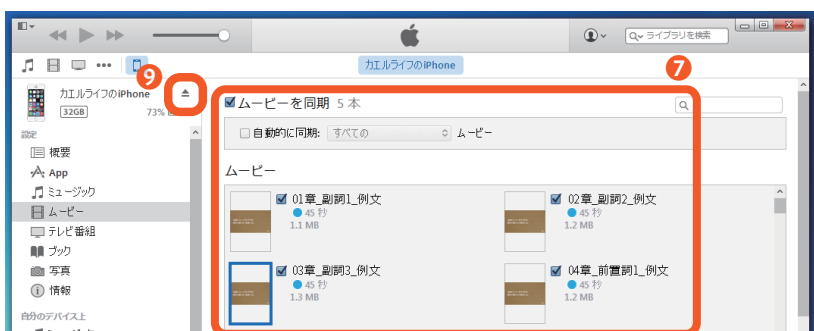 ライブラリを検索
カエルライフのiPhone
9
7
カエルライフのiPhone
32GB 73%
設定
概要
App
ミュージック
ムービー
テレビ番組
ブック
写真
情報
自分のデバイス上
ムービーを同期 5 本
自動的に同期: すべての ムービー
ムービー
01章_副詞1_例文
45 秒
1.1 MB
02章_副詞2_例文
45 秒
1.2 MB
03章_副詞3_例文
45 秒
1.3 MB
04章_前置詞1_例文
45 秒
1.2 MB